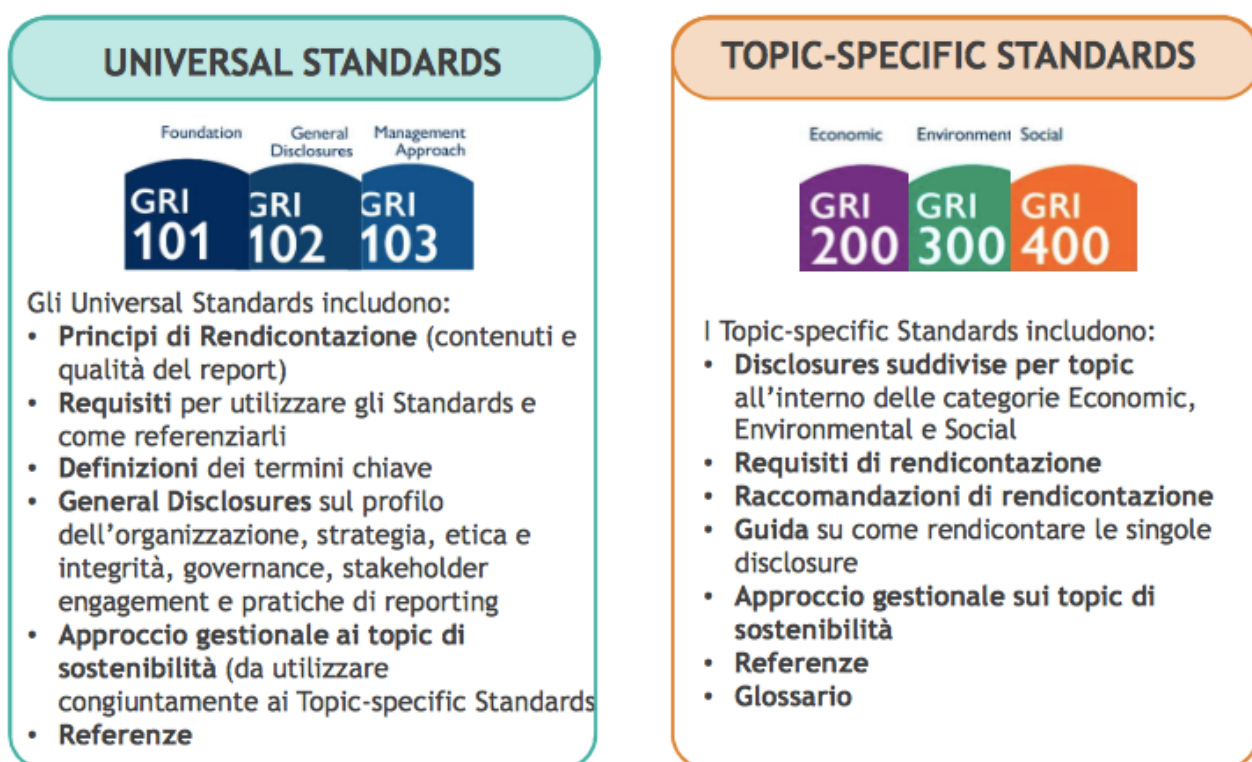 UNIVERSAL STANDARDS
Foundation
General
Disclosures
Management
Approach
GRI
101
GRI
102
GRI
103
Gli Universal Standards includono:
• Principi di Rendicontazione (contenuti e
qualità del report)
• Requisiti per utilizzare gli Standards e
come referenziarli
• Definizioni dei termini chiave
• General Disclosures sul profilo
dell'organizzazione, strategia, etica e
integrità, governance, stakeholder
engagement e pratiche di reporting
• Approccio gestionale ai topic di
sostenibilità (da utilizzare
congiuntamente ai Topic-specific Standards
• Referenze
TOPIC-SPECIFIC STANDARDS
Economic
Environment
Social
GRI
200
GRI
300
GRI
400
I Topic-specific Standards includono:
• Disclosures suddivise per topic
all'interno delle categorie Economic,
Environmental e Social
• Requisiti di rendicontazione
• Raccomandazioni di rendicontazione
• Guida su come rendicontare le singole
disclosure
• Approccio gestionale sui topic di
sostenibilità
• Referenze
• Glossario